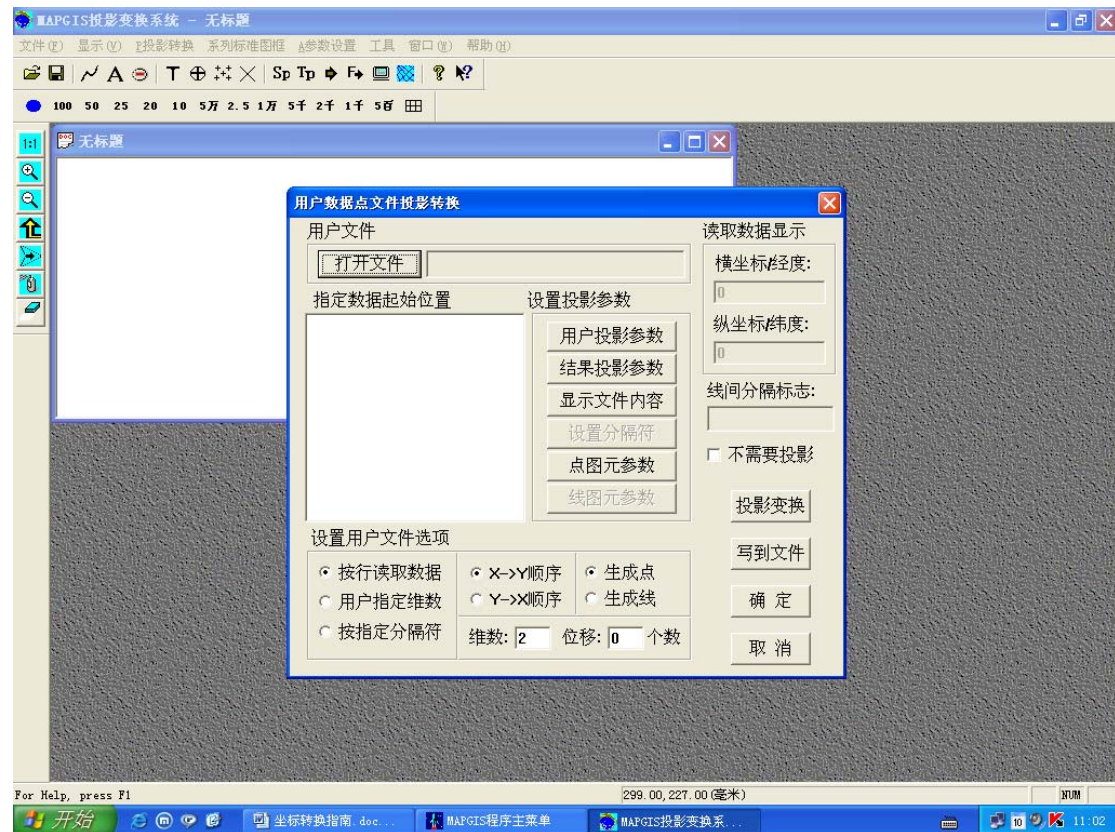 MAPGIS投影变换系统 - 无标题
文件(F) 显示(V) P投影转换 系列标准图框 A参数设置 工具 窗口(W) 帮助(H)
A T Sp Tp F ?
100 50 25 20 10 5万 2.5 1万 5千 2千 1千 5百
1:1
无标题
用户数据点文件投影转换
用户文件
打开文件
指定数据起始位置
设置投影参数
用户投影参数
结果投影参数
显示文件内容
设置分隔符
点图元参数
线图元参数
读取数据显示
横坐标/经度:
0
纵坐标/纬度:
0
线间分隔标志:
不需要投影
投影变换
写到文件
确 定
取 消
设置用户文件选项
按行读取数据 X->Y顺序 生成点
用户指定维数 Y->X顺序 生成线
按指定分隔符 维数: 2 位移: 0 个数
For Help, press F1 299.00,227.00(毫米) NUM
开始 坐标转换指南.doc... MAPGIS程序主菜单 MAPGIS投影变换系... 10 11:02